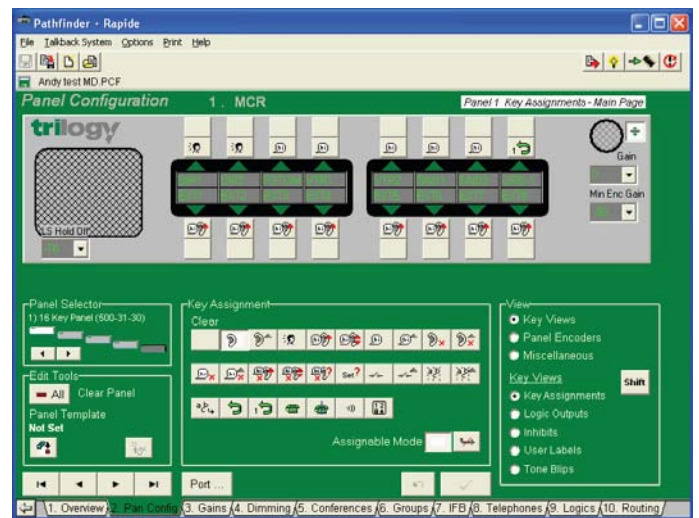 Pathfinder - Rapide
File Talkback System Options Print Help
Andy test MD.PCF
Panel Configuration 1 . MCR Panel 1 Key Assignments - Main Page
trilogy
Gain
Min Enc Gain
LS Hold Off
Panel Selector
1) 16 Key Panel (500-31-30)
Key Assignment
Clear
View
Key Views
Panel Encoders
Miscellaneous
Edit Tools
All Clear Panel
Panel Template
Not Set
Set?
Key Views
Shift
Key Assignments
Logic Outputs
Inhibits
User Labels
Tone Blips
Assignable Mode
Port ...
1. Overview 2. Pan Config 3. Gains 4. Dimming 5. Conferences 6. Groups 7. IFB 8. Telephones 9. Logics 10. Routing